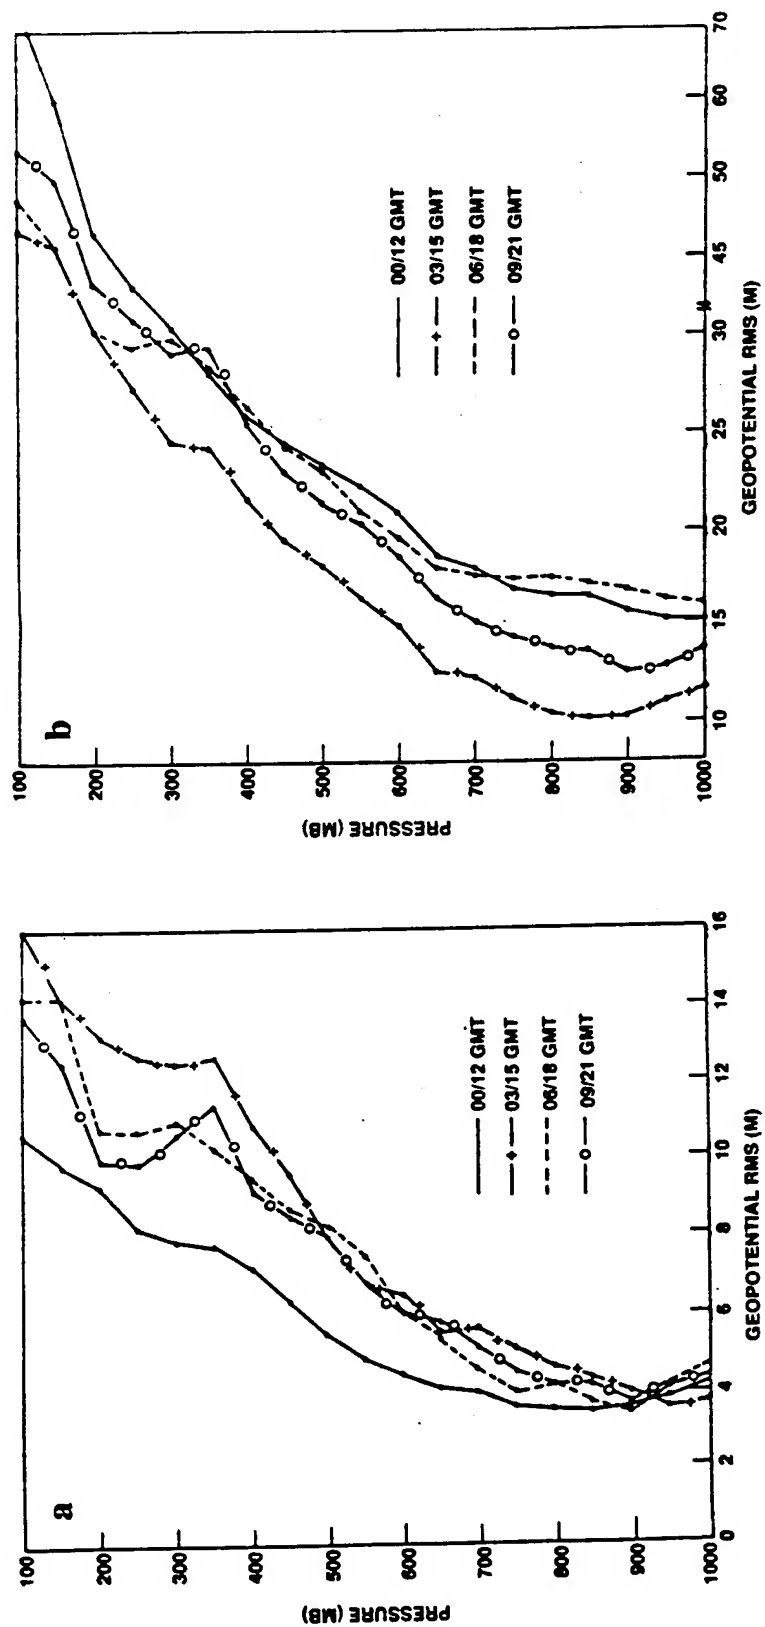 a
PRESSURE (MB)
100
200
300
400
500
600
700
800
900
1000
0
2
4
6
8
10
12
14
16
GEOPOTENTIAL RMS (M)
00/12 GMT
03/15 GMT
06/18 GMT
09/21 GMT
b
PRESSURE (MB)
100
200
300
400
500
600
700
800
900
1000
10
15
20
25
30
45
50
60
70
GEOPOTENTIAL RMS (M)
00/12 GMT
03/15 GMT
06/18 GMT
09/21 GMT